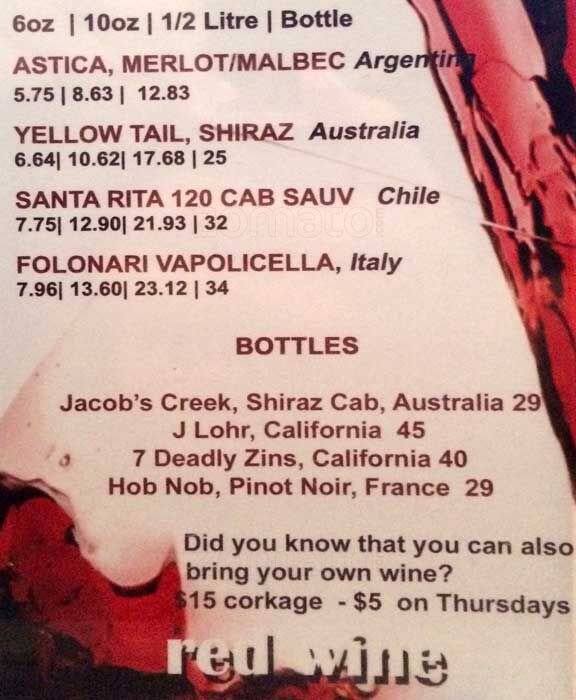 6oz | 10oz | 1/2 Litre | Bottle
ASTICA, MERLOT/MALBEC Argentina
5.75 | 8.63 | 12.83
YELLOW TAIL, SHIRAZ Australia
6.64| 10.62| 17.68 | 25
SANTA RITA 120 CAB SAUV Chile
7.75| 12.90| 21.93 | 32
zomato
FOLONARI VAPOLICELLA, Italy
7.96| 13.60| 23.12 | 34
BOTTLES
Jacob's Creek, Shiraz Cab, Australia 29
J Lohr, California 45
7 Deadly Zins, California 40
Hob Nob, Pinot Noir, France 29
Did you know that you can also
bring your own wine?
$15 corkage - $5 on Thursdays
red wine